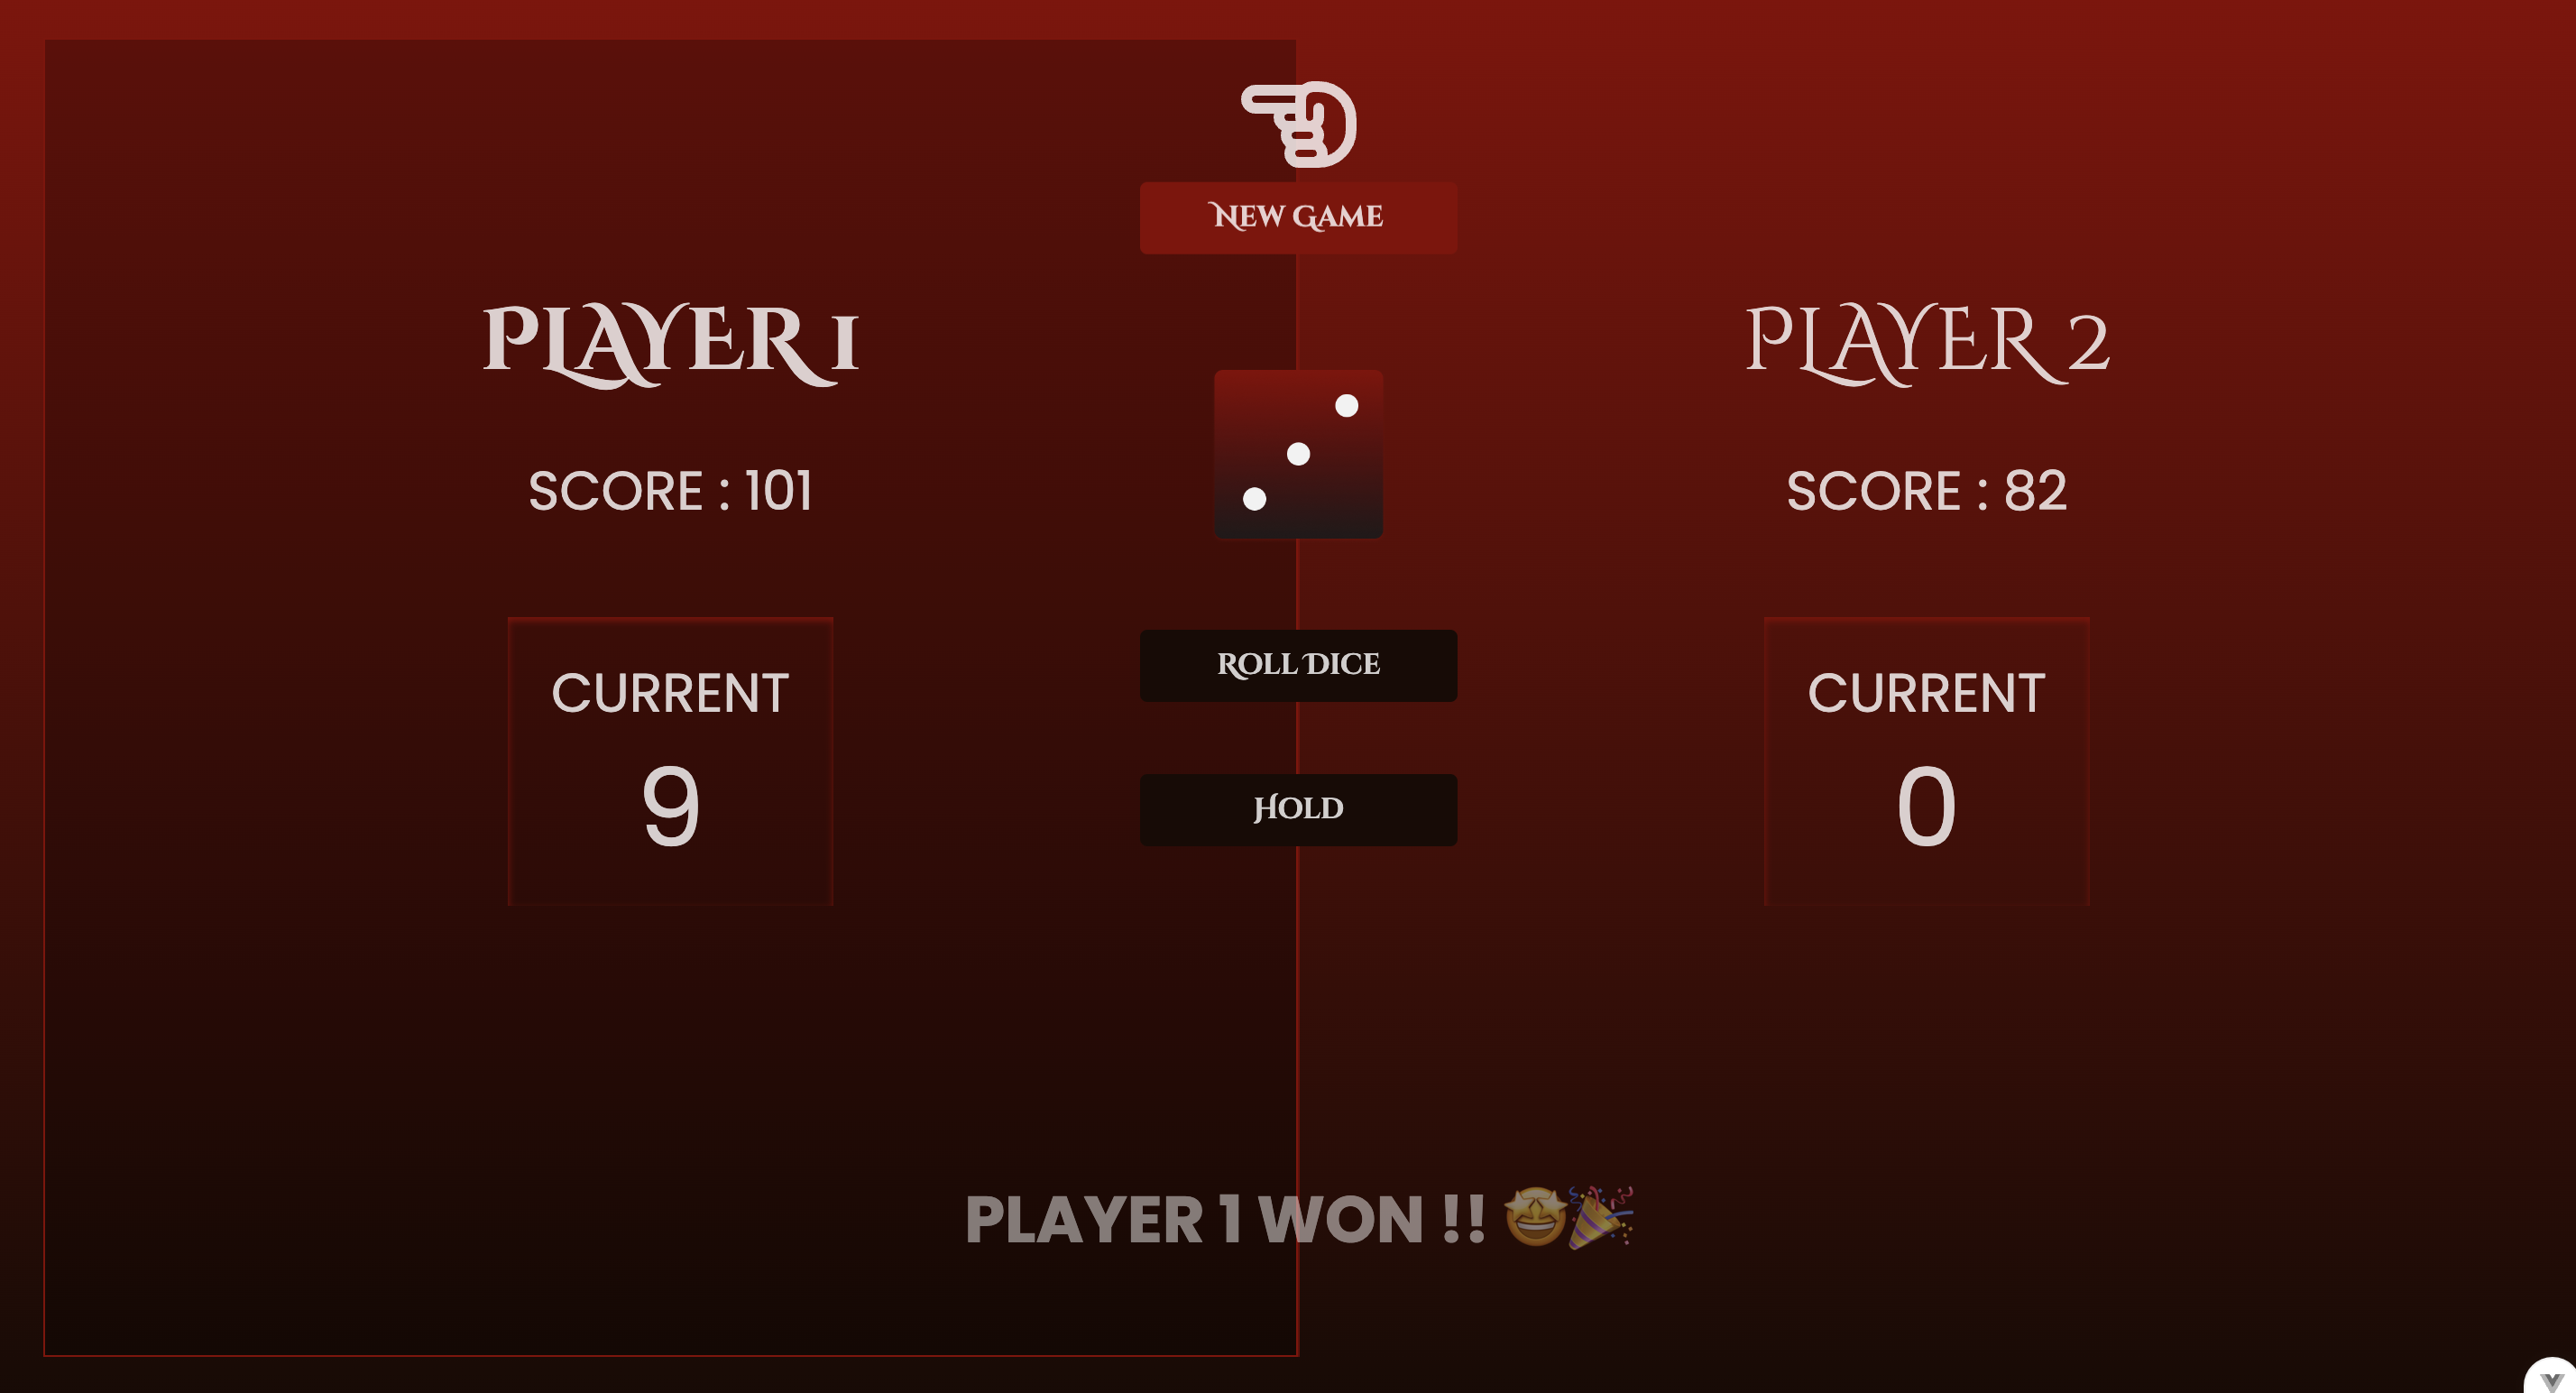 NEW GAME
PLAYER 1
SCORE : 101
CURRENT
9
ROLL DICE
HOLD
PLAYER 2
SCORE : 82
CURRENT
0
PLAYER 1 WON !! 🤩🎉